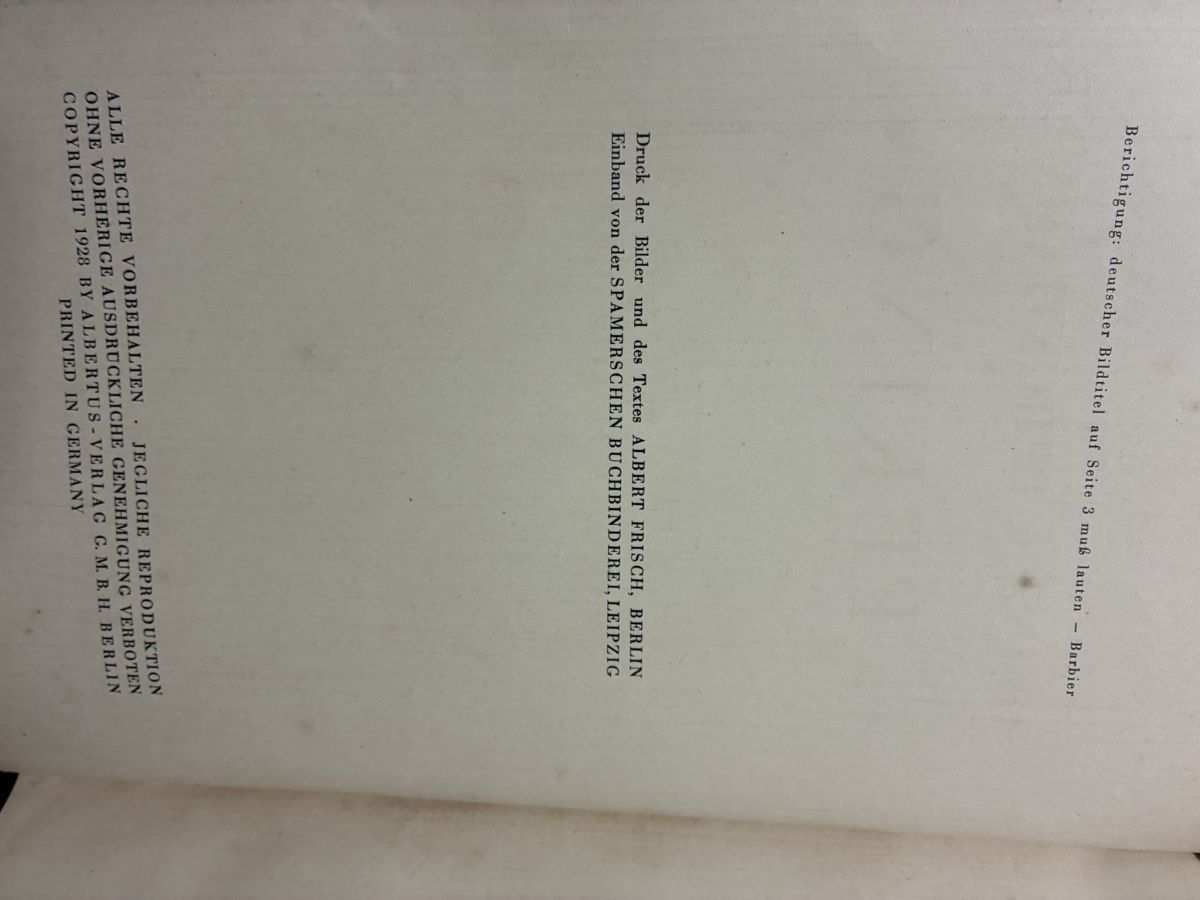 Berichtigung: deutscher Bildtitel auf Seite 3 muß lauten — Barbier
Druck der Bilder und des Textes ALBERT FRISCH, BERLIN
Einband von der SPAMERSCHEN BUCHBINDEREI, LEIPZIG
ALLE RECHTE VORBEHALTEN · JEGLICHE REPRODUKTION
OHNE VORHERIGE AUSDRUCKLICHE GENEHMIGUNG VERBOTEN
COPYRIGHT 1928 BY ALBERTUS-VERLAG G. M. B. H. BERLIN
PRINTED IN GERMANY